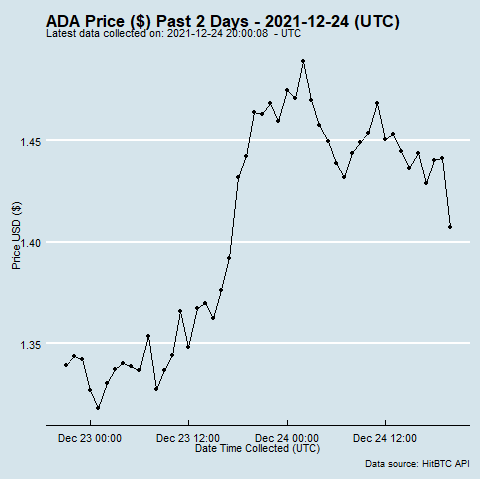 ADA Price ($) Past 2 Days - 2021-12-24 (UTC)
Latest data collected on: 2021-12-24 20:00:08 - UTC
1.45
1.40
1.35
Price USD ($)
Dec 23 00:00 Dec 23 12:00 Dec 24 00:00 Dec 24 12:00
Date Time Collected (UTC)
Data source: HitBTC API